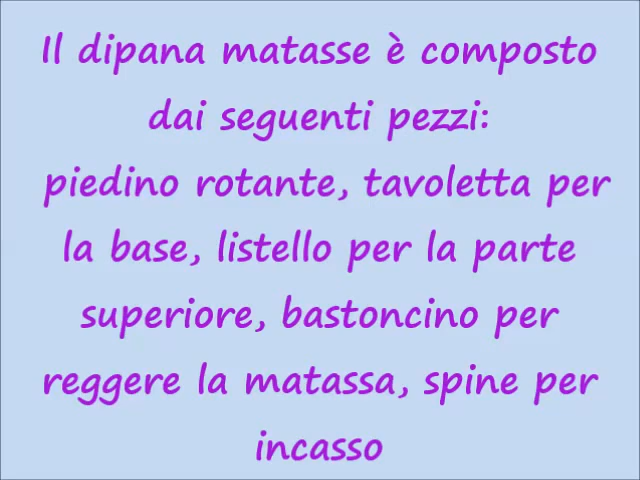 Il dipana matasse è composto
dai seguenti pezzi:
piedino rotante, tavoletta per
la base, listello per la parte
superiore, bastoncino per
reggere la matassa, spine per
incasso